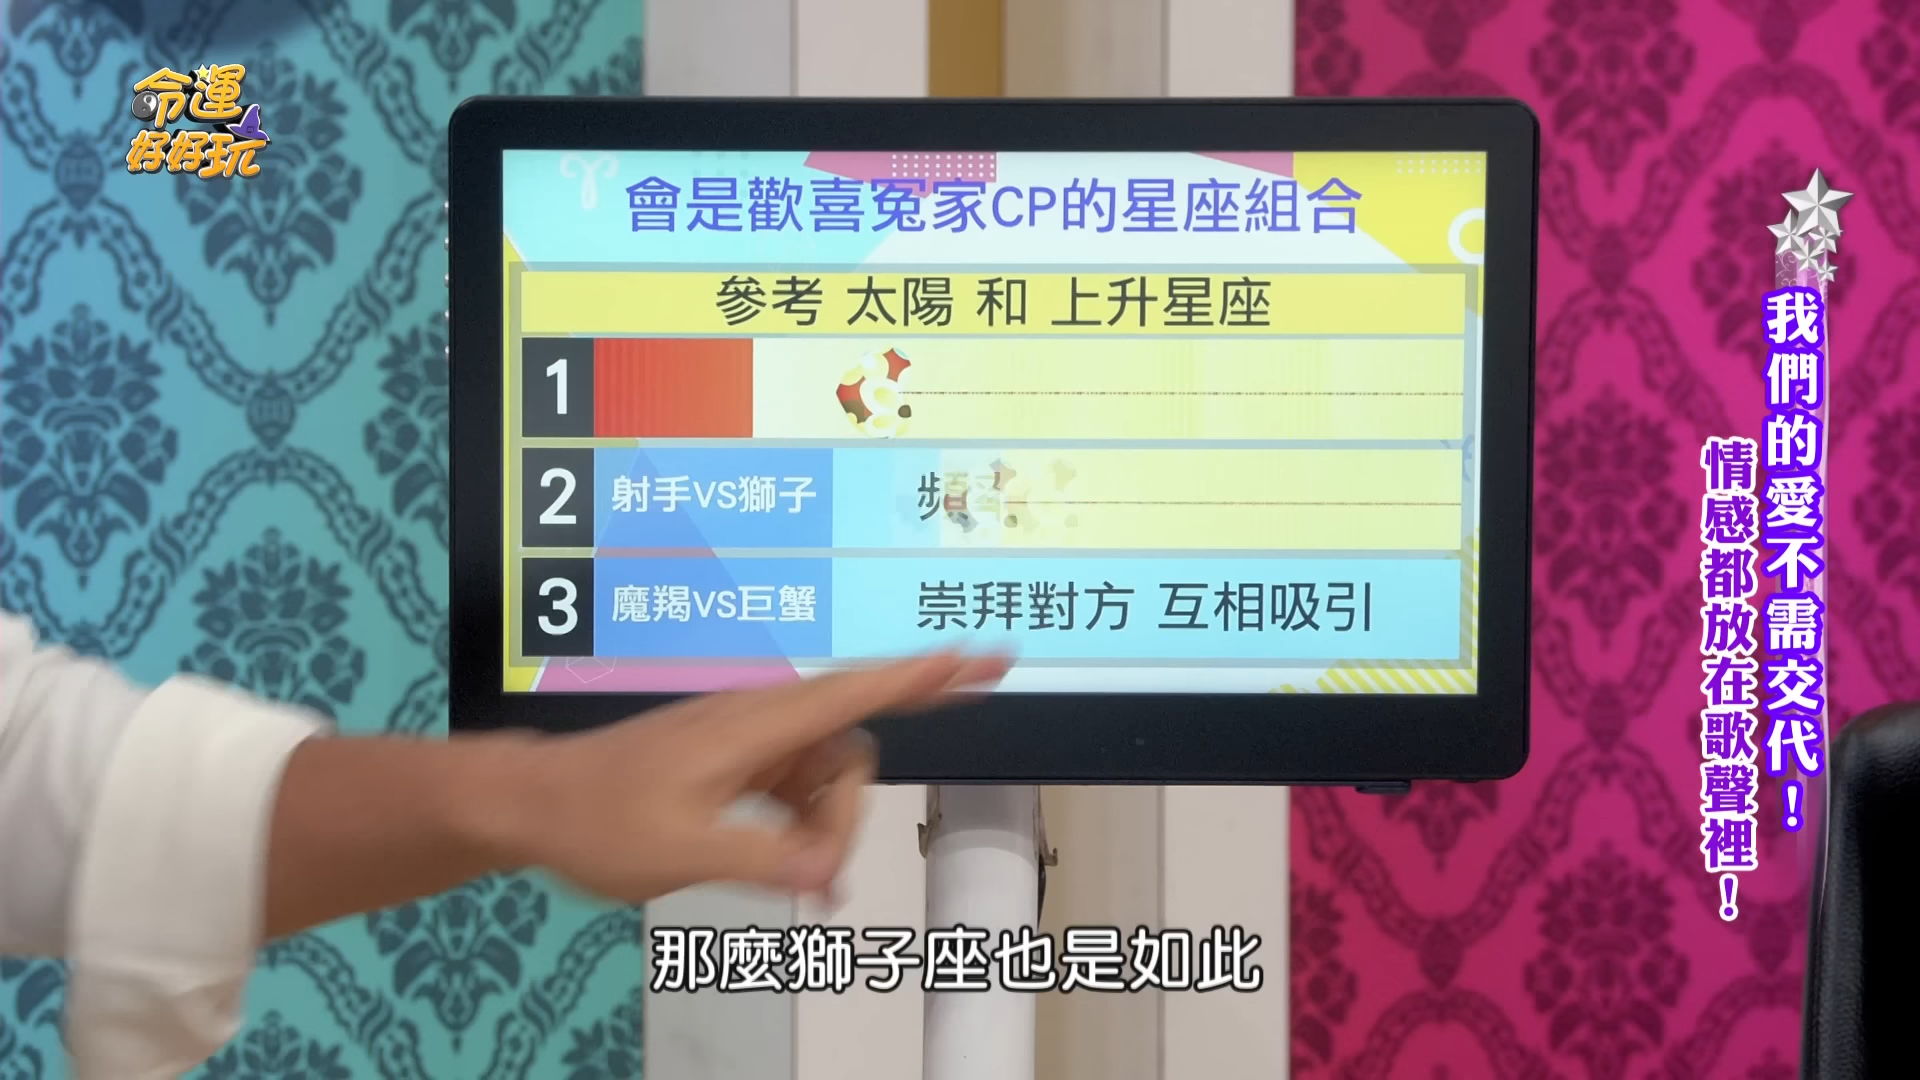 命運
好好玩
會是歡喜冤家CP的星座組合
參考 太陽 和 上升星座
1
2 射手VS獅子 頻率
3 魔羯VS巨蟹 崇拜對方 互相吸引
我們的愛不需交代！
情感都放在歌聲裡！
那麼獅子座也是如此